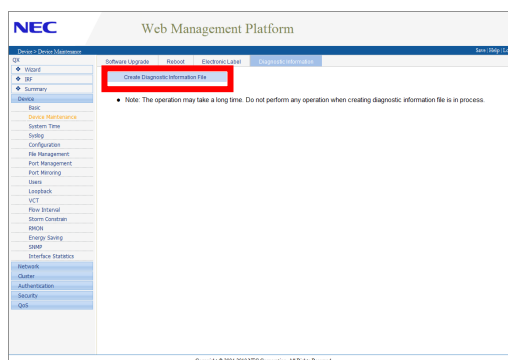 NEC
Web Management Platform
Device > Device Maintenance
Save | Help |
QX
Software Upgrade Reboot Electronic Label Diagnostic Information
Wizard
IRF
Summary
Device
Basic
Device Maintenance
System Time
Syslog
Configuration
File Management
Port Management
Port Mirroring
Users
Loopback
VCT
Flow Interval
Storm Constrain
RMON
Energy Saving
SNMP
Interface Statistics
Network
Cluster
Authentication
Security
QoS
Create Diagnostic Information File
Note: The operation may take a long time. Do not perform any operation when creating diagnostic information file is in process.